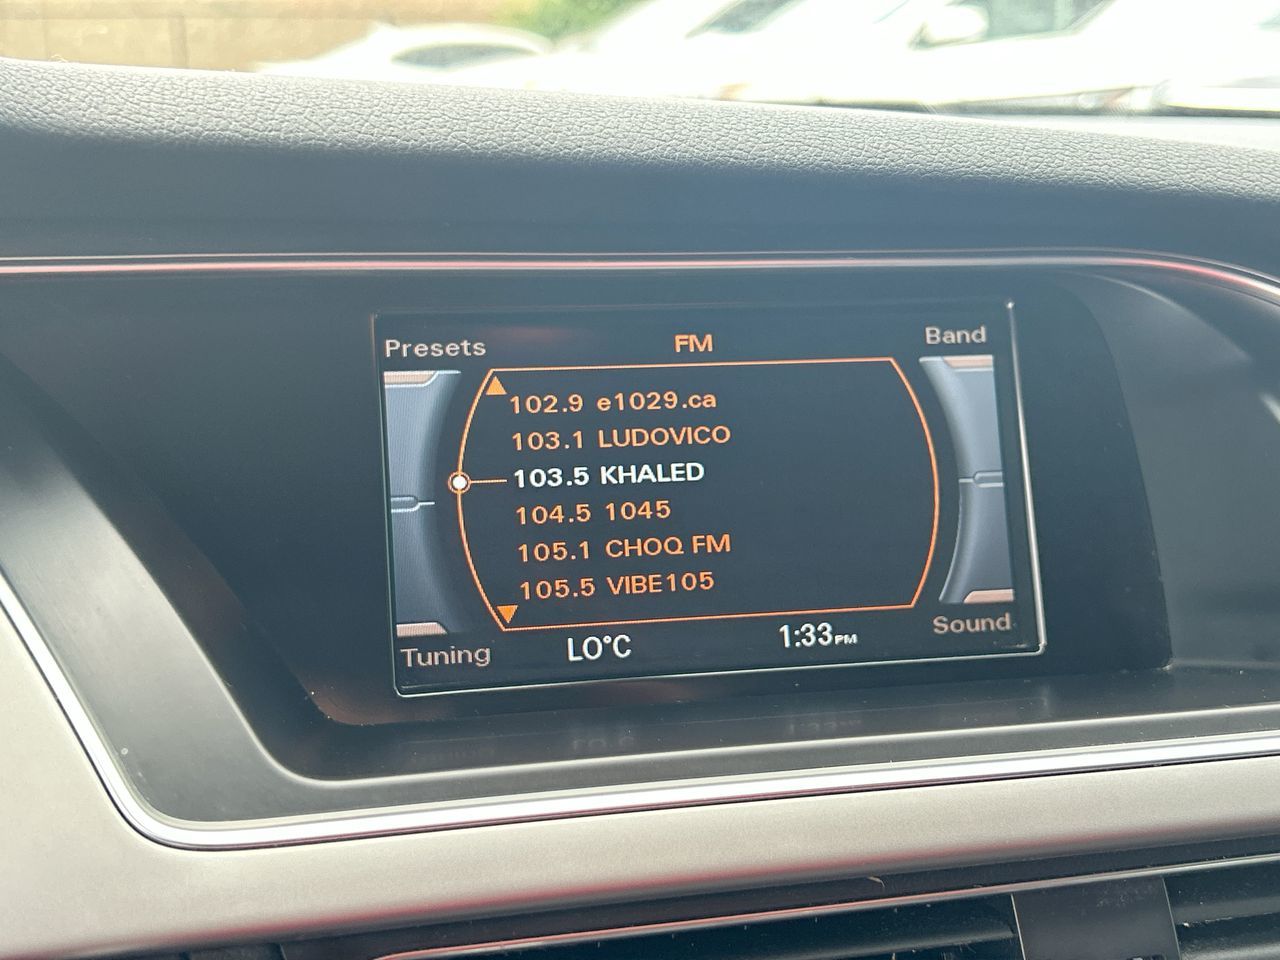 Presets
FM
Band
102.9 e1029.ca
103.1 LUDOVICO
103.5 KHALED
104.5 1045
105.1 CHOQ FM
105.5 VIBE105
Tuning
LO°C
1:33PM
Sound